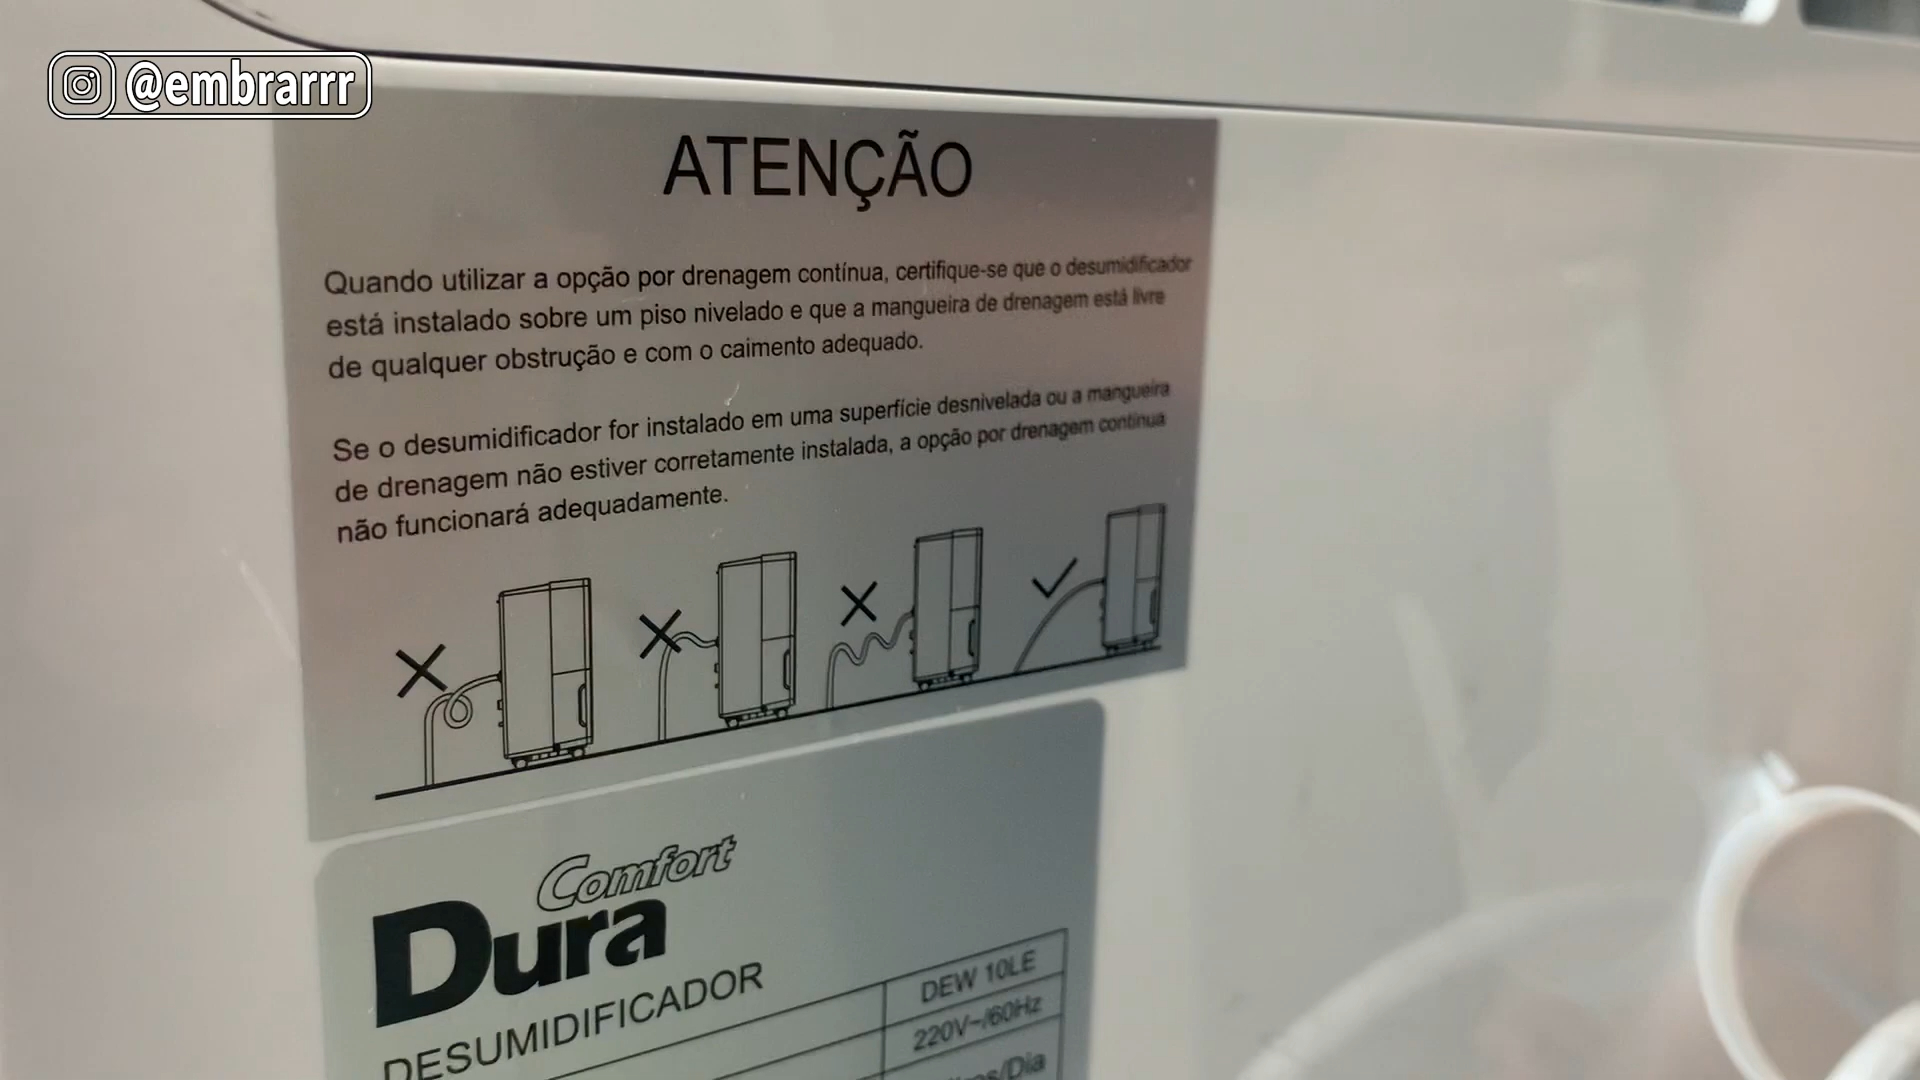 @embrarrr
ATENÇÃO
Quando utilizar a opção por drenagem contínua, certifique-se que o desumidificador
está instalado sobre um piso nivelado e que a mangueira de drenagem está livre
de qualquer obstrução e com o caimento adequado.
Se o desumidificador for instalado em uma superfície desnivelada ou a mangueira
de drenagem não estiver corretamente instalada, a opção por drenagem contínua
não funcionará adequadamente.
Comfort
Dura
DESUMIDIFICADOR
DEW 10LE
220V~/60Hz